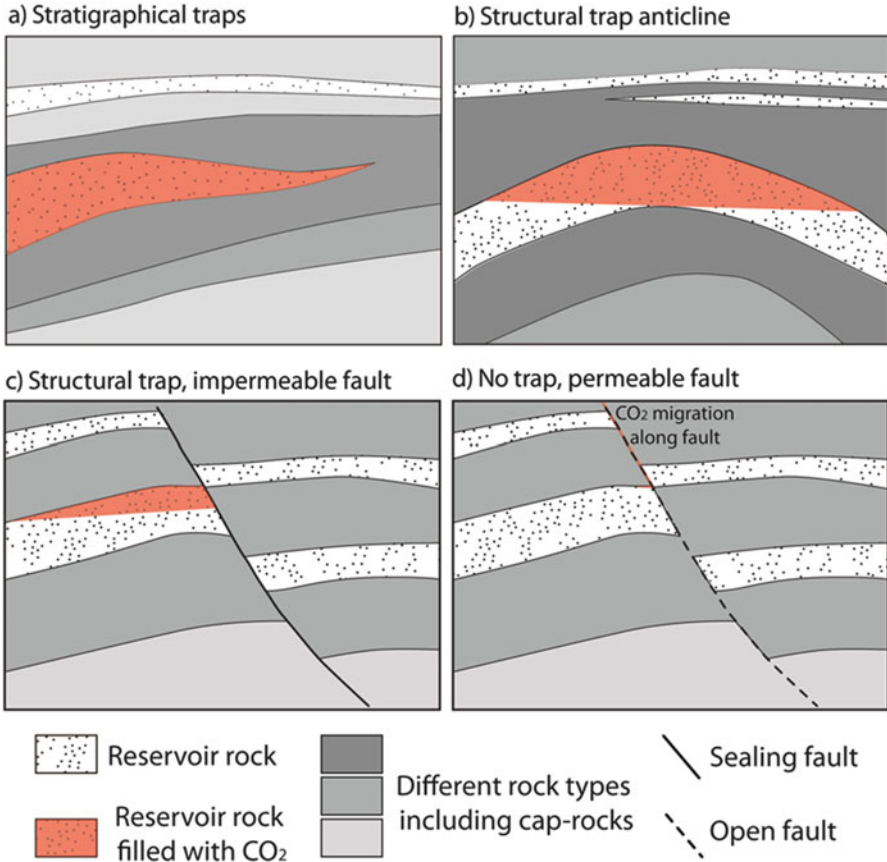 a) Stratigraphical traps
b) Structural trap anticline
c) Structural trap, impermeable fault
d) No trap, permeable fault
CO₂ migration
along fault
Reservoir rock
Reservoir rock
filled with CO₂
Different rock types
including cap-rocks
Sealing fault
Open fault